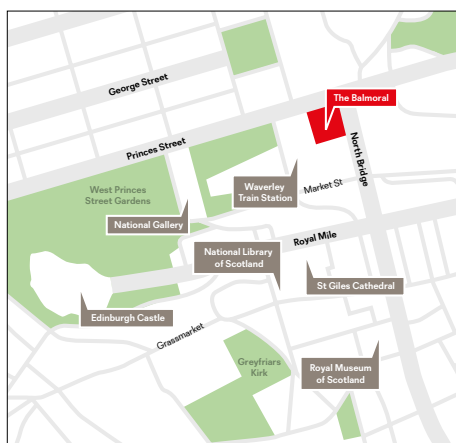 George Street
The Balmoral
Princes Street
North Bridge
West Princes
Street Gardens
Waverley
Train Station
Market St
National Gallery
Royal Mile
National Library
of Scotland
St Giles Cathedral
Edinburgh Castle
Grassmarket
Greyfriars
Kirk
Royal Museum
of Scotland